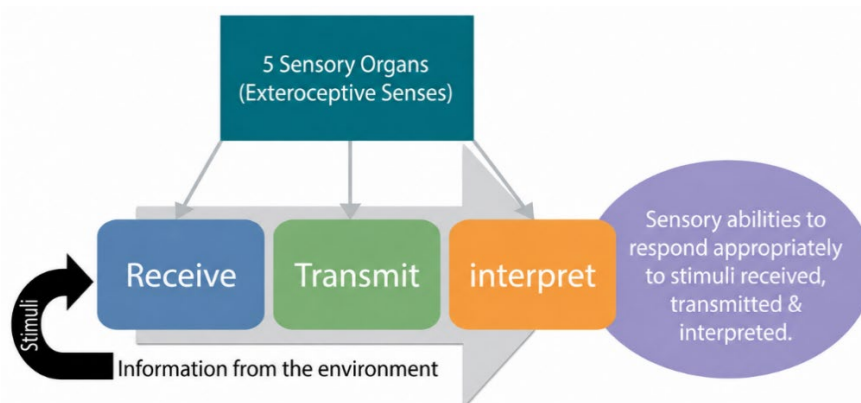 5 Sensory Organs
(Exteroceptive Senses)
Receive
Transmit
interpret
Sensory abilities to
respond appropriately
to stimuli received,
transmitted &
interpreted.
Stimuli
Information from the environment